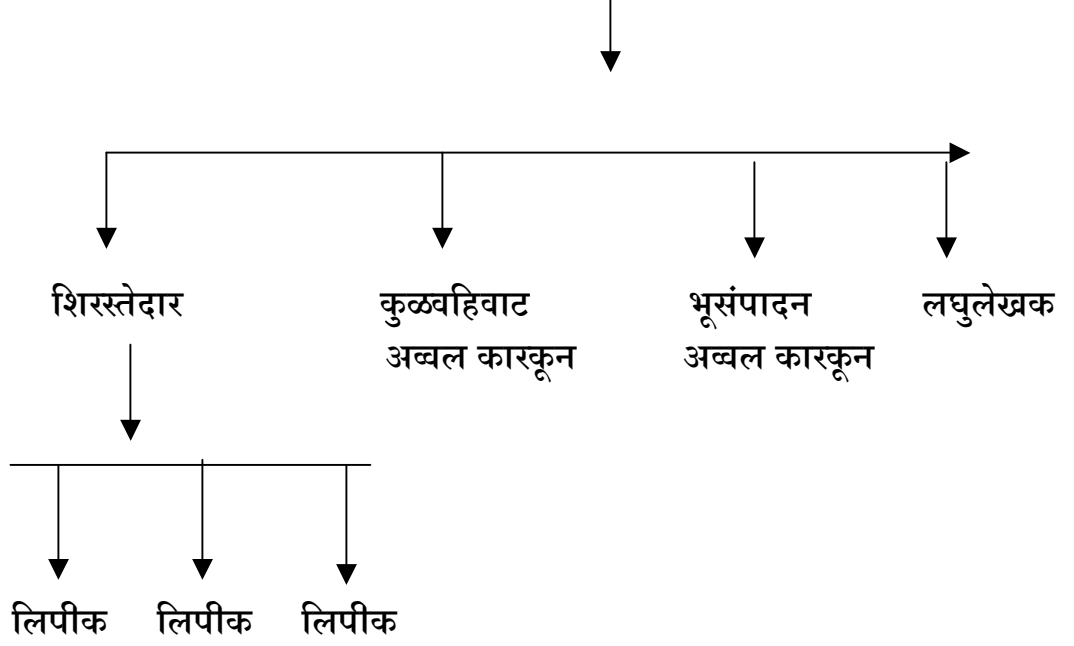 शिरस्तेदार
कुळवहिवाट
अव्वल कारकून
भूसंपादन
अव्वल कारकून
लघुलेखक
लिपीक लिपीक लिपीक